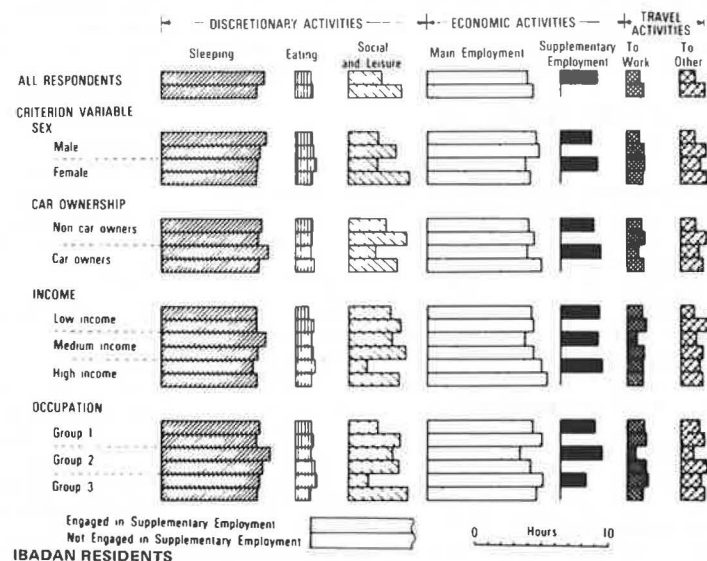 DISCRETIONARY ACTIVITIES
ECONOMIC ACTIVITIES
TRAVEL ACTIVITIES
Sleeping
Eating
Social and Leisure
Main Employment
Supplementary Employment
To Work
To Other
ALL RESPONDENTS
CRITERION VARIABLE
SEX
Male
Female
CAR OWNERSHIP
Non car owners
Car owners
INCOME
Low income
Medium income
High income
OCCUPATION
Group 1
Group 2
Group 3
Engaged in Supplementary Employment
Not Engaged in Supplementary Employment
0 Hours 10
IBADAN RESIDENTS